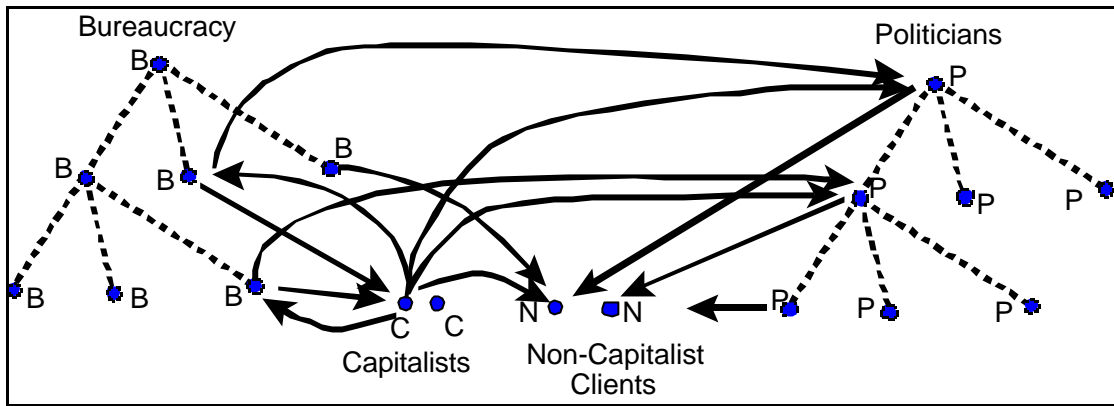 Bureaucracy
Politicians
B
P
B
B
B
P
P
P
B
B
B
C
C
N
N
P
P
P
Capitalists
Non-Capitalist
Clients